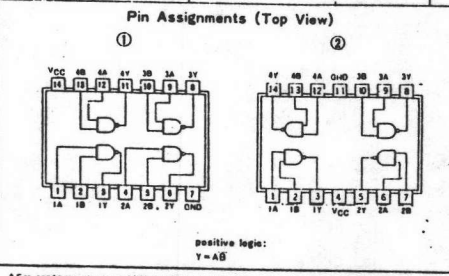 Pin Assignments (Top View)
① ②
VCC 4B 4A 4Y 3B 3A 3Y
14 13 12 11 10 9 8
1 2 3 4 5 6 7
1A 1B 1Y 2A 2B 2Y GND
4Y 4B 4A GND 3B 3A 3Y
14 13 12 11 10 9 8
1 2 3 4 5 6 7
1A 1B 1Y VCC 2Y 2A 2B
positive logic:
Y = AB